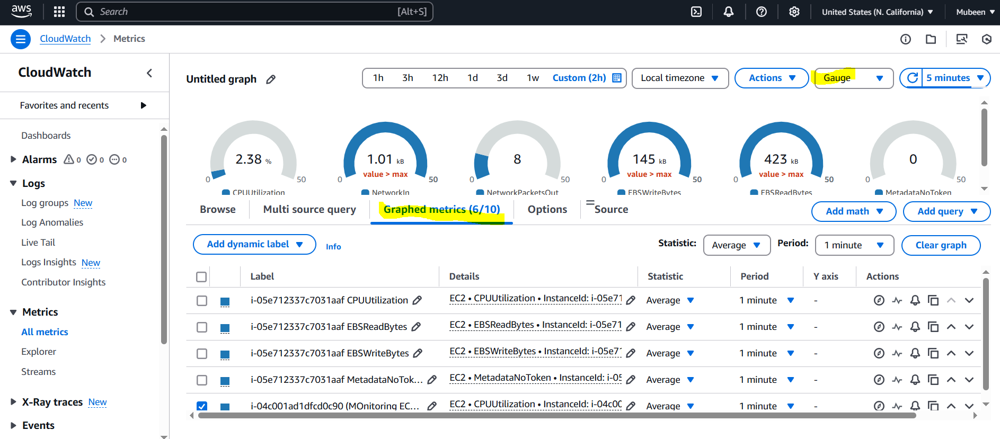 aws
Search [Alt+S]
United States (N. California)
Mubeen
CloudWatch
Metrics
CloudWatch
Favorites and recents
Dashboards
Alarms 0 0 0
Logs
Log groups New
Log Anomalies
Live Tail
Logs Insights New
Contributor Insights
Metrics
All metrics
Explorer
Streams
X-Ray traces New
Events
Untitled graph
1h 3h 12h 1d 3d 1w Custom (2h)
Local timezone
Actions
Gauge
5 minutes
2.38 %
0 50
CPUUtilization
1.01 kB
value > max
0 50
NetworkIn
8
0 50
NetworkPacketsOut
145 kB
value > max
0 50
EBSWriteBytes
423 kB
value > max
0 50
EBSReadBytes
0
0 50
MetadataNoToken
Browse
Multi source query
Graphed metrics (6/10)
Options
Source
Add math
Add query
Add dynamic label
Info
Statistic: Average
Period: 1 minute
Clear graph
Label Details Statistic Period Y axis Actions
i-05e712337c7031aaf CPUUtilization EC2 • CPUUtilization • InstanceId: i-05e71 Average 1 minute -
i-05e712337c7031aaf EBSReadBytes EC2 • EBSReadBytes • InstanceId: i-05e71 Average 1 minute -
i-05e712337c7031aaf EBSWriteBytes EC2 • EBSWriteBytes • InstanceId: i-05e7 Average 1 minute -
i-05e712337c7031aaf MetadataNoTok... EC2 • MetadataNoToken • InstanceId: i-05 Average 1 minute -
i-04c001ad1dfcd0c90 (MOnitoring EC... EC2 • CPUUtilization • InstanceId: i-04c00 Average 1 minute -